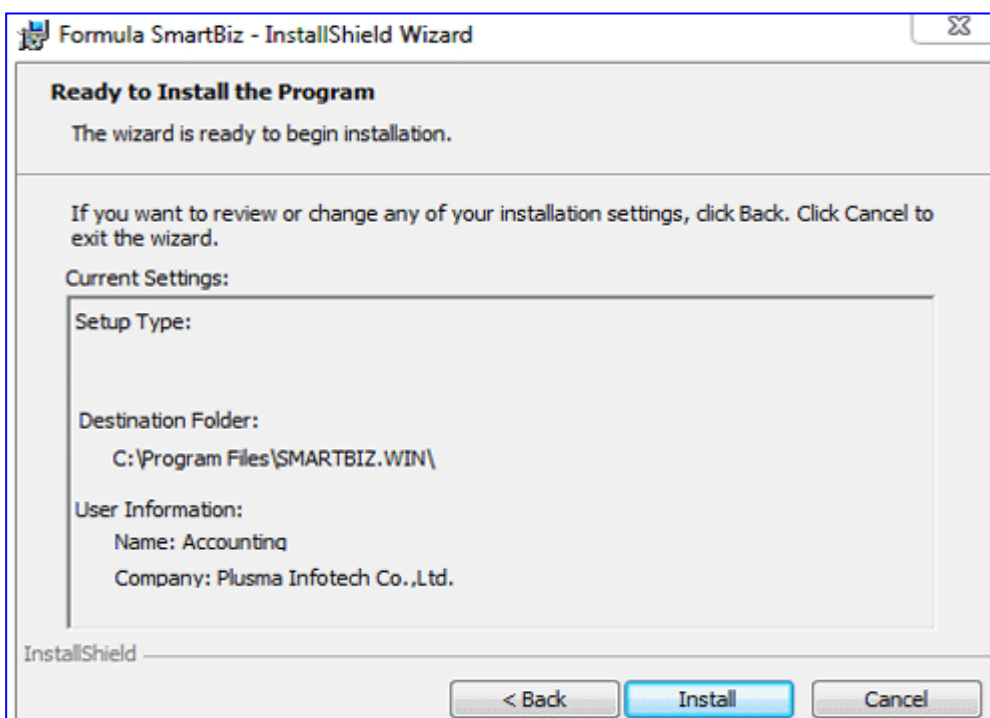 Formula SmartBiz - InstallShield Wizard
Ready to Install the Program
The wizard is ready to begin installation.
If you want to review or change any of your installation settings, click Back. Click Cancel to
exit the wizard.
Current Settings:
Setup Type:
Destination Folder:
C:\Program Files\SMARTBIZ.WIN\
User Information:
Name: Accounting
Company: Plusma Infotech Co.,Ltd.
InstallShield
< Back Install Cancel